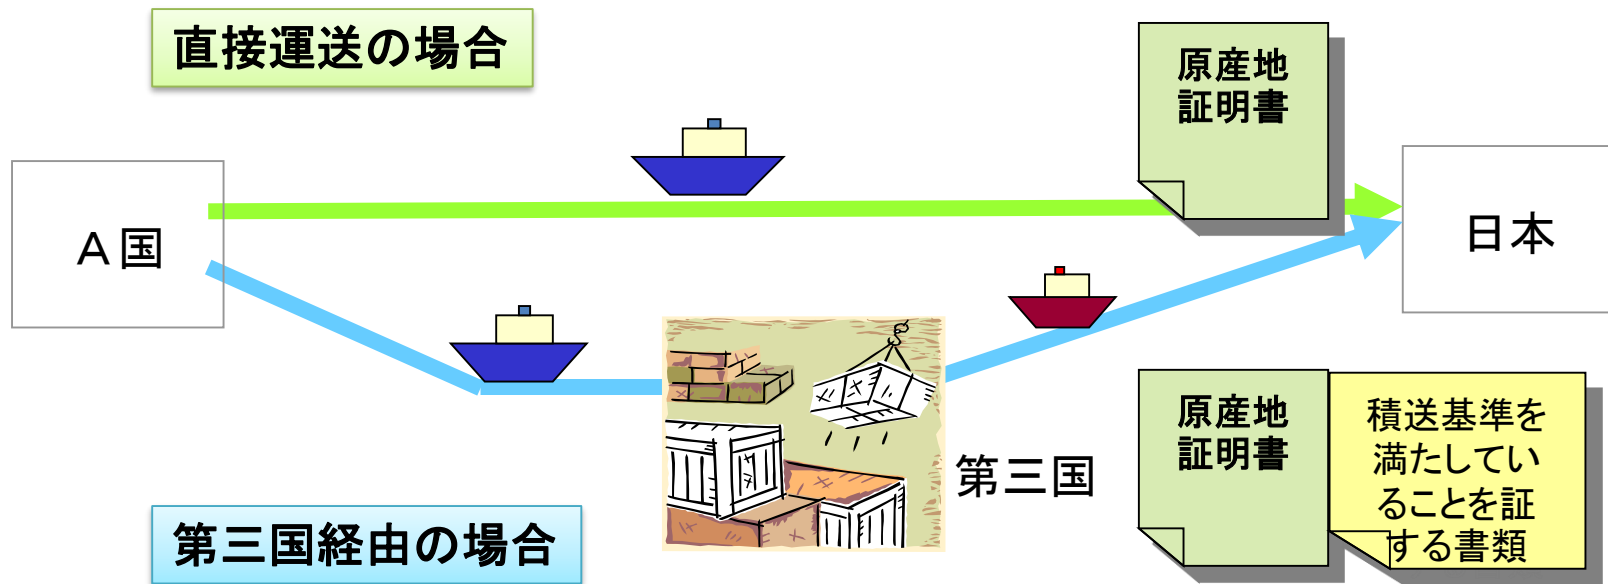 直接運送の場合
原産地
証明書
Ａ国
日本
第三国
原産地
証明書
積送基準を
満たしてい
ることを証
する書類
第三国経由の場合